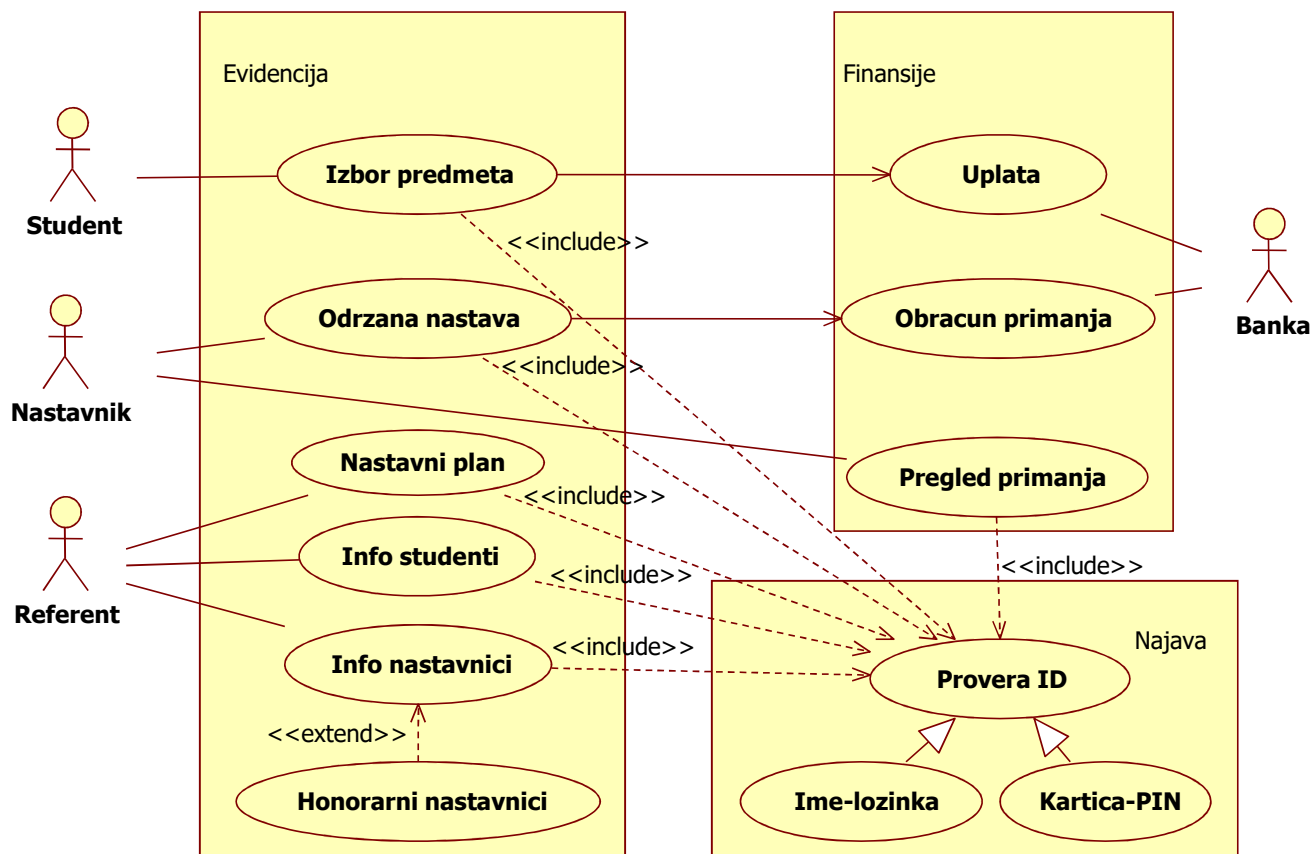 Evidencija
Finansije
Student
Izbor predmeta
Uplata
<<include>>
Banka
Nastavnik
Odrzana nastava
Obracun primanja
<<include>>
Nastavni plan
Pregled primanja
<<include>>
Referent
Info studenti
<<include>>
<<include>>
Info nastavnici
<<include>>
Najava
Provera ID
<<extend>>
Honorarni nastavnici
Ime-lozinka
Kartica-PIN